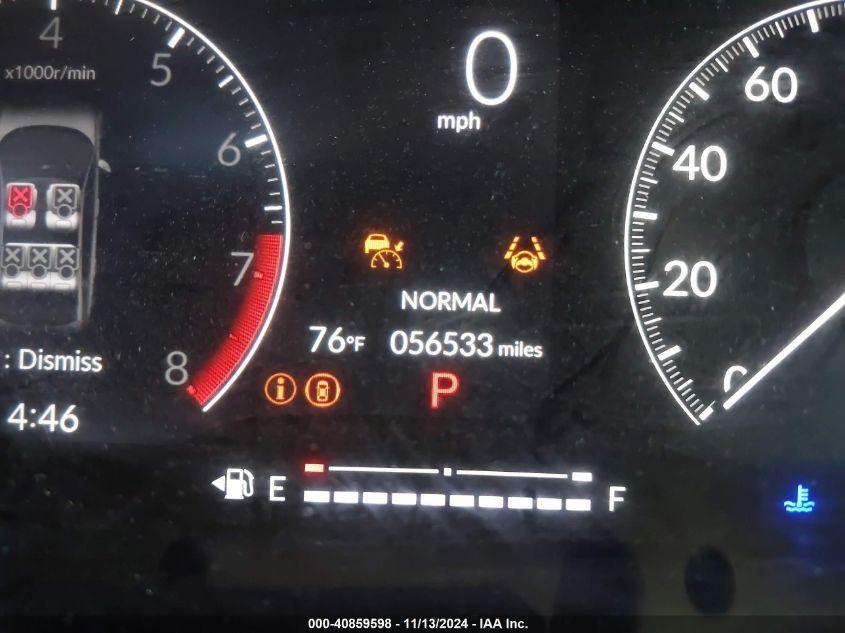 4
5
x1000r/min
6
7
8
0
mph
60
40
20
0
NORMAL
76°F 056533 miles
: Dismiss
4:46
i
P
E
F
000-40859598 - 11/13/2024 - IAA Inc.